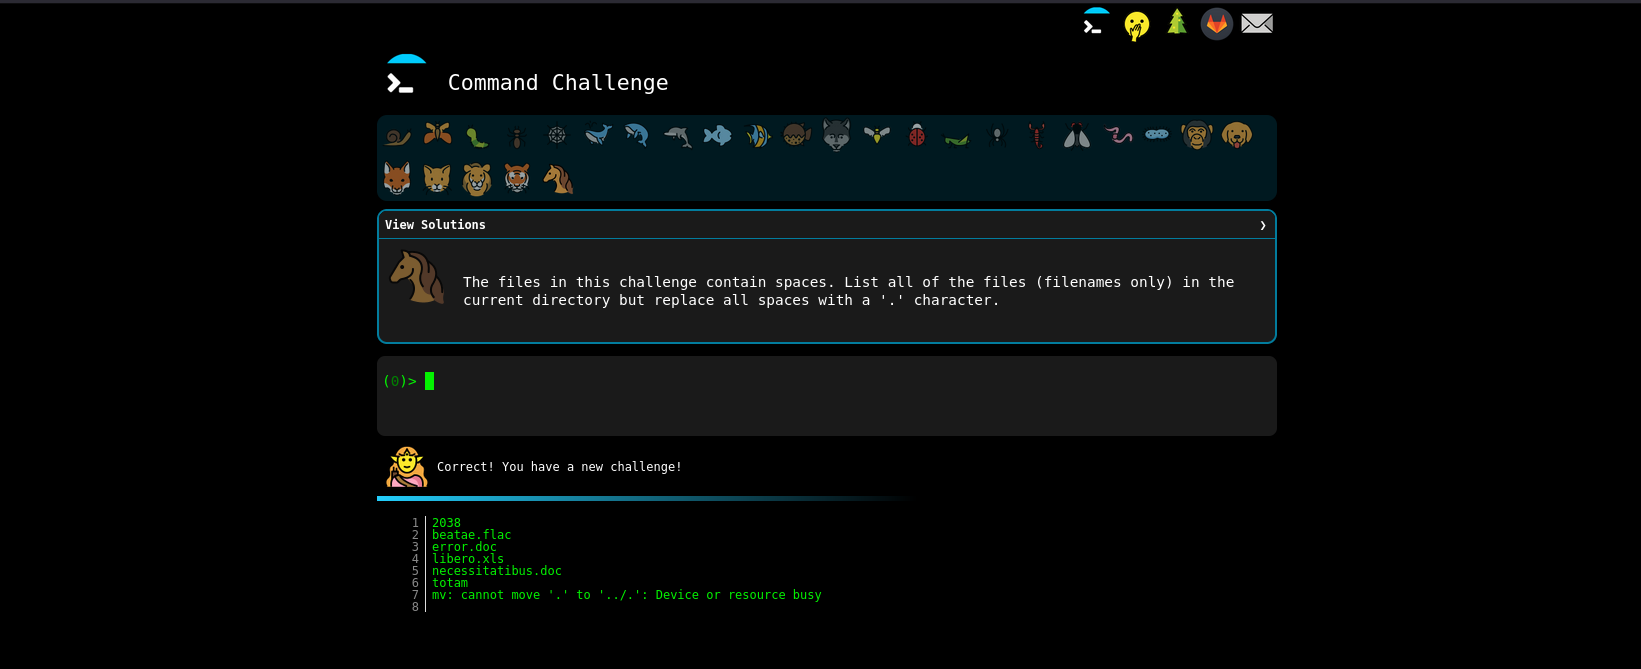 Command Challenge
View Solutions ❯
The files in this challenge contain spaces. List all of the files (filenames only) in the
current directory but replace all spaces with a '.' character.
(0)>
Correct! You have a new challenge!
1 2038
2 beatae.flac
3 error.doc
4 libero.xls
5 necessitatibus.doc
6 totam
7 mv: cannot move '.' to '../.': Device or resource busy
8